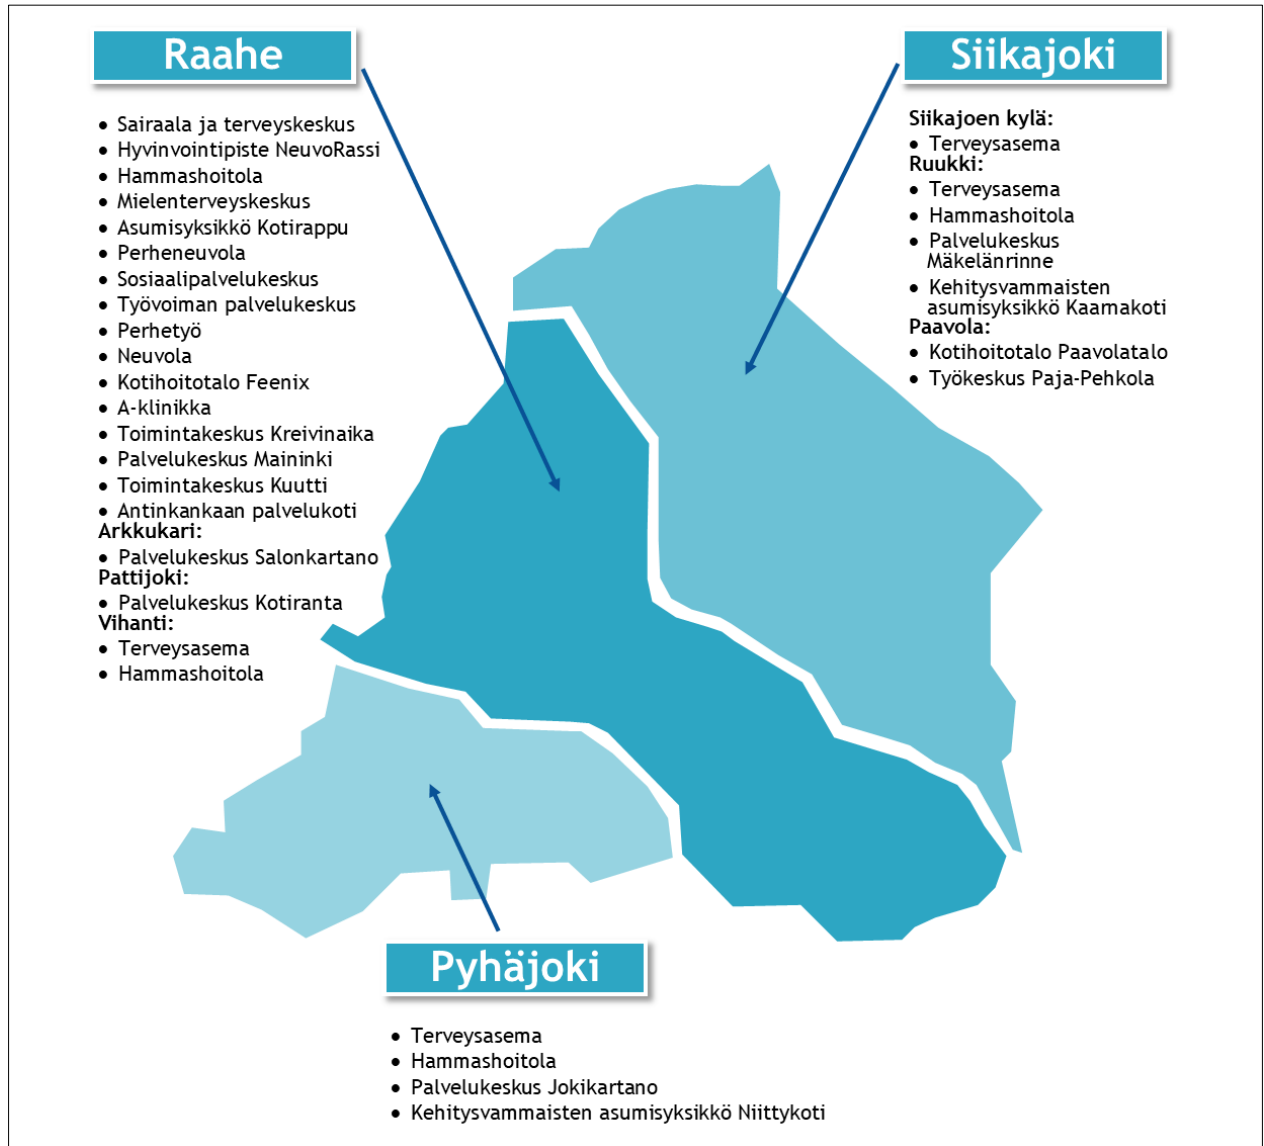 Raahe
• Sairaala ja terveyskeskus
• Hyvinvointipiste NeuvoRassi
• Hammashoitola
• Mielenterveyskeskus
• Asumisyksikkö Kotirappu
• Perheneuvola
• Sosiaalipalvelukeskus
• Työvoiman palvelukeskus
• Perhetyö
• Neuvola
• Kotihoitotalo Feenix
• A-klinikka
• Toimintakeskus Kreivinaika
• Palvelukeskus Maininki
• Toimintakeskus Kuutti
• Antinkankaan palvelukoti
Arkkukari:
• Palvelukeskus Salonkartano
Pattijoki:
• Palvelukeskus Kotiranta
Vihanti:
• Terveysasema
• Hammashoitola
Siikajoki
Siikajoen kylä:
• Terveysasema
Ruukki:
• Terveysasema
• Hammashoitola
• Palvelukeskus
Mäkelänrinne
• Kehitysvammaisten
asumisyksikkö Kaamakoti
Paavola:
• Kotihoitotalo Paavolatalo
• Työkeskus Paja-Pehkola
Pyhäjoki
• Terveysasema
• Hammashoitola
• Palvelukeskus Jokikartano
• Kehitysvammaisten asumisyksikkö Niittykoti